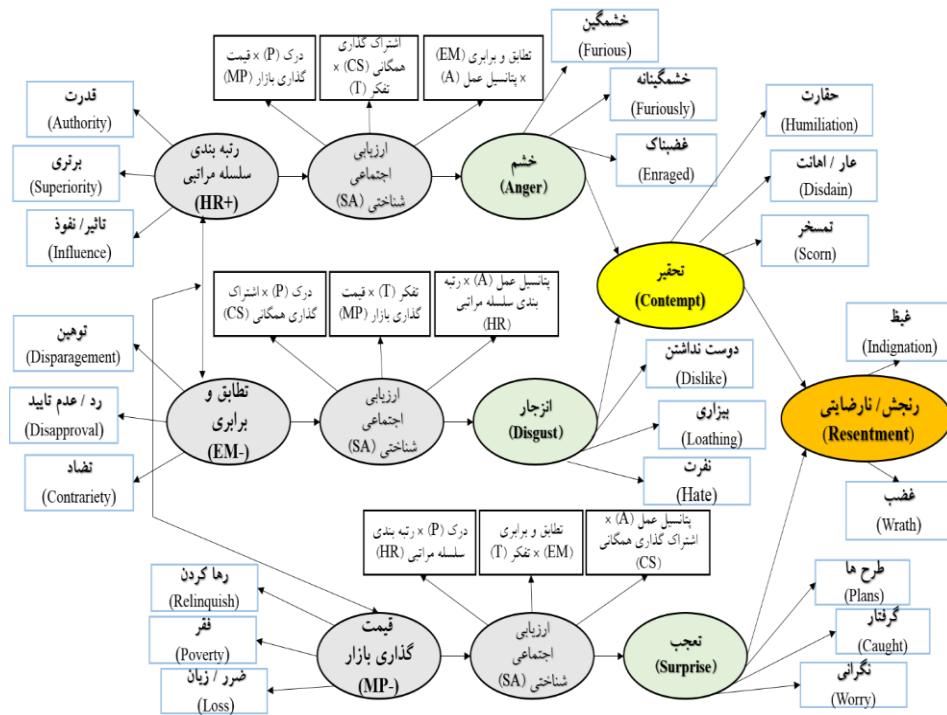 خشمگین
(Furious)
خشمگینانه
(Furiously)
غضبناک
(Enraged)
درک (P) × قیمت
گذاری بازار (MP)
اشتراک گذاری
همگانی (CS) ×
تفکر (T)
تطابق و برابری (EM)
× پتانسیل عمل (A)
قدرت
(Authority)
برتری
(Superiority)
تاثیر/ نفوذ
(Influence)
رتبه بندی
سلسله مراتبی
(HR+)
ارزیابی
اجتماعی
شناختی (SA)
خشم
(Anger)
حقارت
(Humiliation)
عار / اهانت
(Disdain)
تمسخر
(Scorn)
تحقیر
(Contempt)
درک (P) × اشتراک
گذاری همگانی (CS)
تفکر (T) × قیمت
گذاری بازار (MP)
پتانسیل عمل (A) × رتبه
بندی سلسله مراتبی
(HR)
توهین
(Disparagement)
رد / عدم تایید
(Disapproval)
تضاد
(Contrariety)
تطابق و
برابری
(EM-)
ارزیابی
اجتماعی
شناختی (SA)
انزجار
(Disgust)
دوست نداشتن
(Dislike)
بیزاری
(Loathing)
نفرت
(Hate)
غیظ
(Indignation)
رنجش/ نارضایتی
(Resentment)
غضب
(Wrath)
درک (P) × رتبه بندی
سلسله مراتبی (HR)
تطابق و برابری
(EM) × تفکر (T)
پتانسیل عمل (A) ×
اشتراک گذاری همگانی
(CS)
رها کردن
(Relinquish)
فقر
(Poverty)
ضرر / زیان
(Loss)
قیمت
گذاری بازار
(MP-)
ارزیابی
اجتماعی
شناختی (SA)
تعجب
(Surprise)
طرح ها
(Plans)
گرفتار
(Caught)
نگرانی
(Worry)